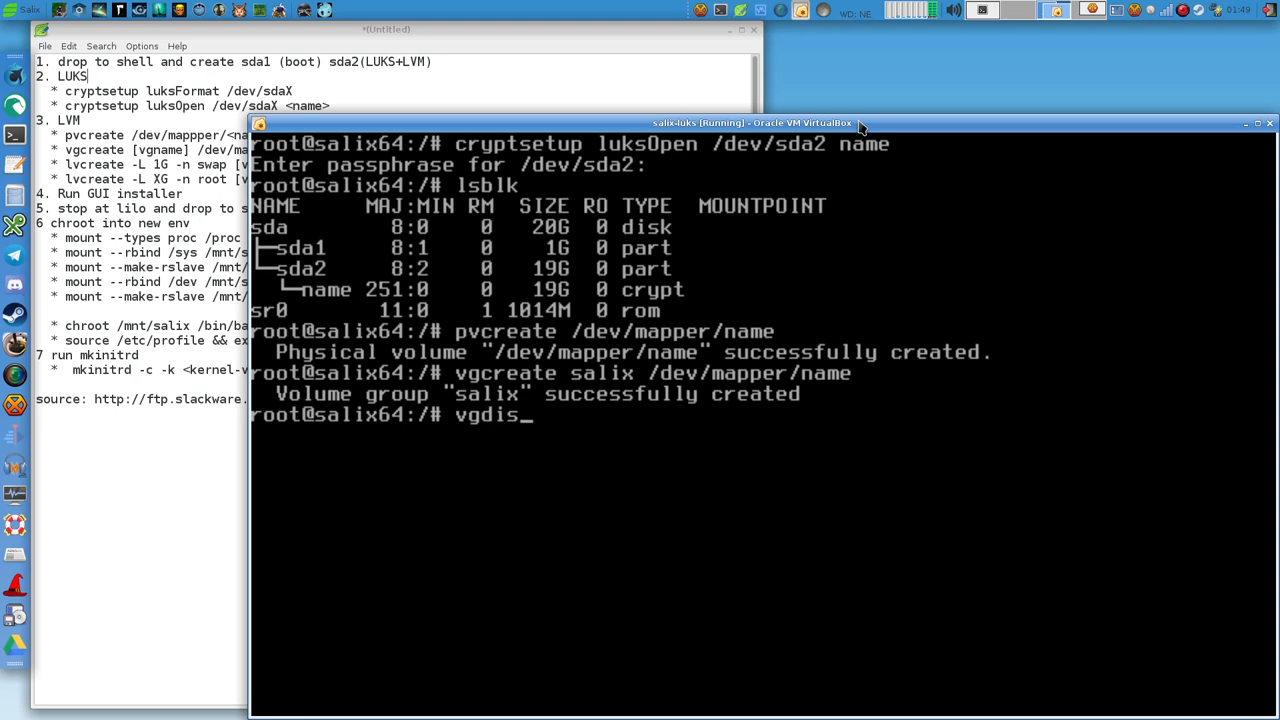 Salix
WD: NE
01:49
*(Untitled)
File Edit Search Options Help
1. drop to shell and create sda1 (boot) sda2(LUKS+LVM)
2. LUKS
* cryptsetup luksFormat /dev/sdaX
* cryptsetup luksOpen /dev/sdaX <name>
3. LVM
* pvcreate /dev/mappper/<na
* vgcreate [vgname] /dev/ma
* lvcreate -L 1G -n swap [v
* lvcreate -L XG -n root [v
4. Run GUI installer
5. stop at lilo and drop to s
6 chroot into new env
* mount --types proc /proc
* mount --rbind /sys /mnt/s
* mount --make-rslave /mnt/
* mount --rbind /dev /mnt/s
* mount --make-rslave /mnt/
* chroot /mnt/salix /bin/ba
* source /etc/profile && ex
7 run mkinitrd
* mkinitrd -c -k <kernel-v
source: http://ftp.slackware.
salix-luks [Running] - Oracle VM VirtualBox
root@salix64:/# cryptsetup luksOpen /dev/sda2 name
Enter passphrase for /dev/sda2:
root@salix64:/# lsblk
NAME MAJ:MIN RM SIZE RO TYPE MOUNTPOINT
sda 8:0 0 20G 0 disk
├─sda1 8:1 0 1G 0 part
└─sda2 8:2 0 19G 0 part
└─name 251:0 0 19G 0 crypt
sr0 11:0 1 1014M 0 rom
root@salix64:/# pvcreate /dev/mapper/name
Physical volume "/dev/mapper/name" successfully created.
root@salix64:/# vgcreate salix /dev/mapper/name
Volume group "salix" successfully created
root@salix64:/# vgdis_